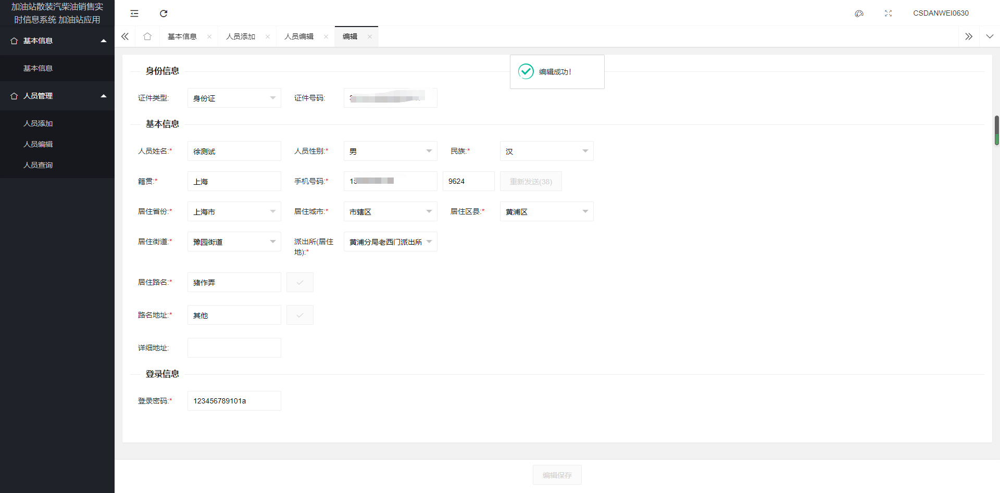 加油站散装汽柴油销售实
时信息系统 加油站应用
CSDANWEI0630
基本信息
人员添加
人员编辑
编辑
基本信息
基本信息
人员管理
人员添加
人员编辑
人员查询
编辑成功!
身份信息
证件类型: 身份证 证件号码:
基本信息
人员姓名:* 徐测试 人员性别:* 男 民族:* 汉
籍贯:* 上海 手机号码:* 1 9624 重新发送(38)
居住省份:* 上海市 居住城市:* 市辖区 居住区县:* 黄浦区
居住街道:* 豫园街道 派出所(居住
地):* 黄浦分局老西门派出所
居住路名:* 猪作弄
路名地址:* 其他
详细地址:
登录信息
登录密码:* 123456789101a
编辑保存